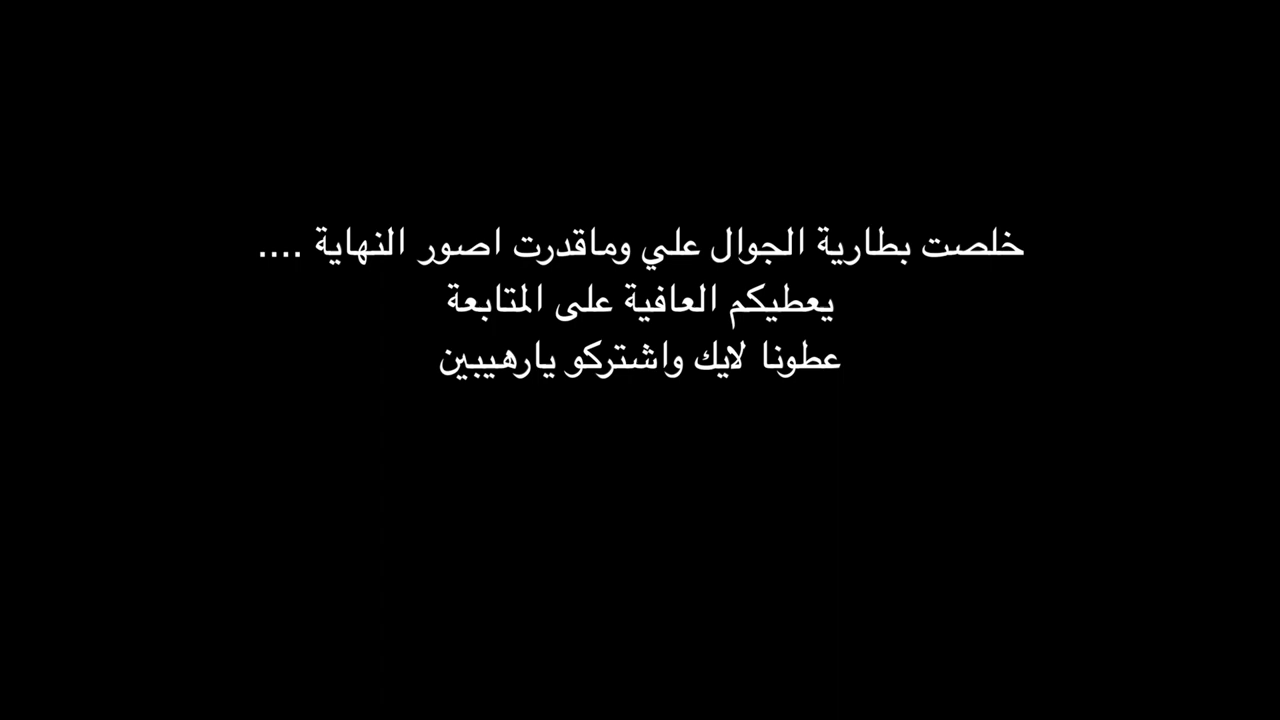 خلصت بطارية الجوال علي وماقدرت اصور النهاية ....
يعطيكم العافية على المتابعة
عطونا لايك واشتركو يارهيبين